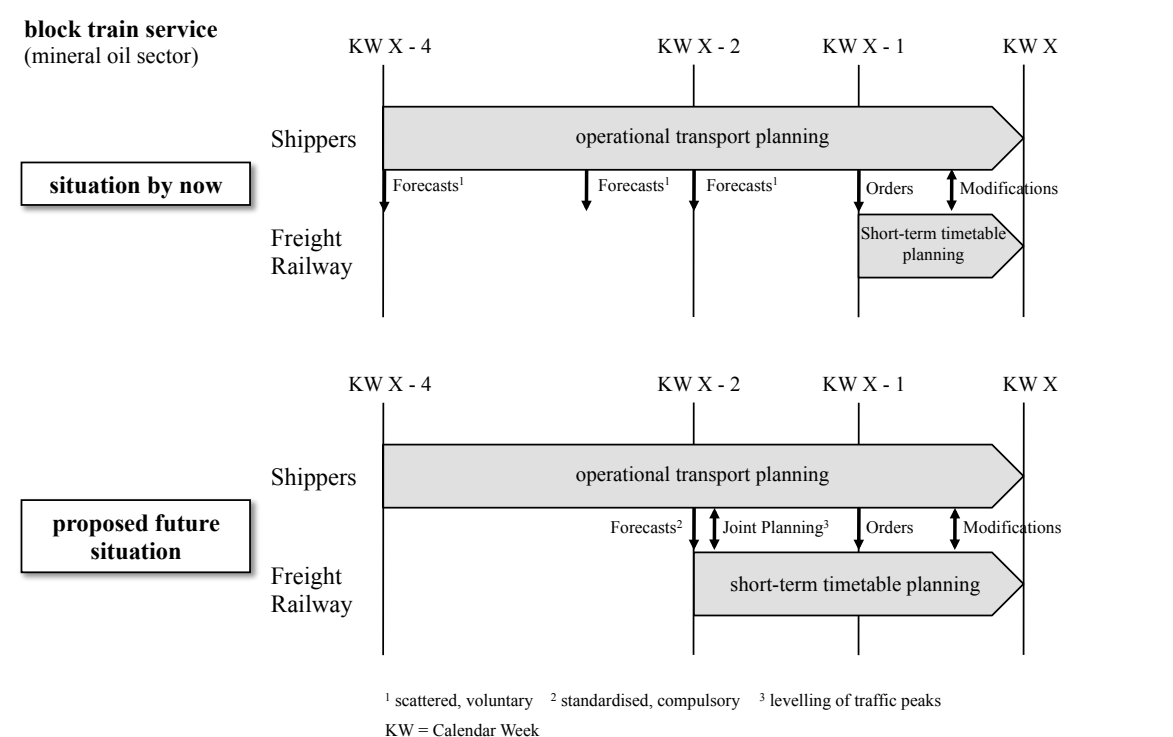 block train service
(mineral oil sector)
KW X - 4 KW X - 2 KW X - 1 KW X
Shippers
operational transport planning
situation by now
Forecasts¹ Forecasts¹ Forecasts¹ Orders Modifications
Freight
Railway
Short-term timetable
planning
KW X - 4 KW X - 2 KW X - 1 KW X
Shippers
operational transport planning
proposed future
situation
Forecasts² Joint Planning³ Orders Modifications
Freight
Railway
short-term timetable planning
¹ scattered, voluntary ² standardised, compulsory ³ levelling of traffic peaks
KW = Calendar Week